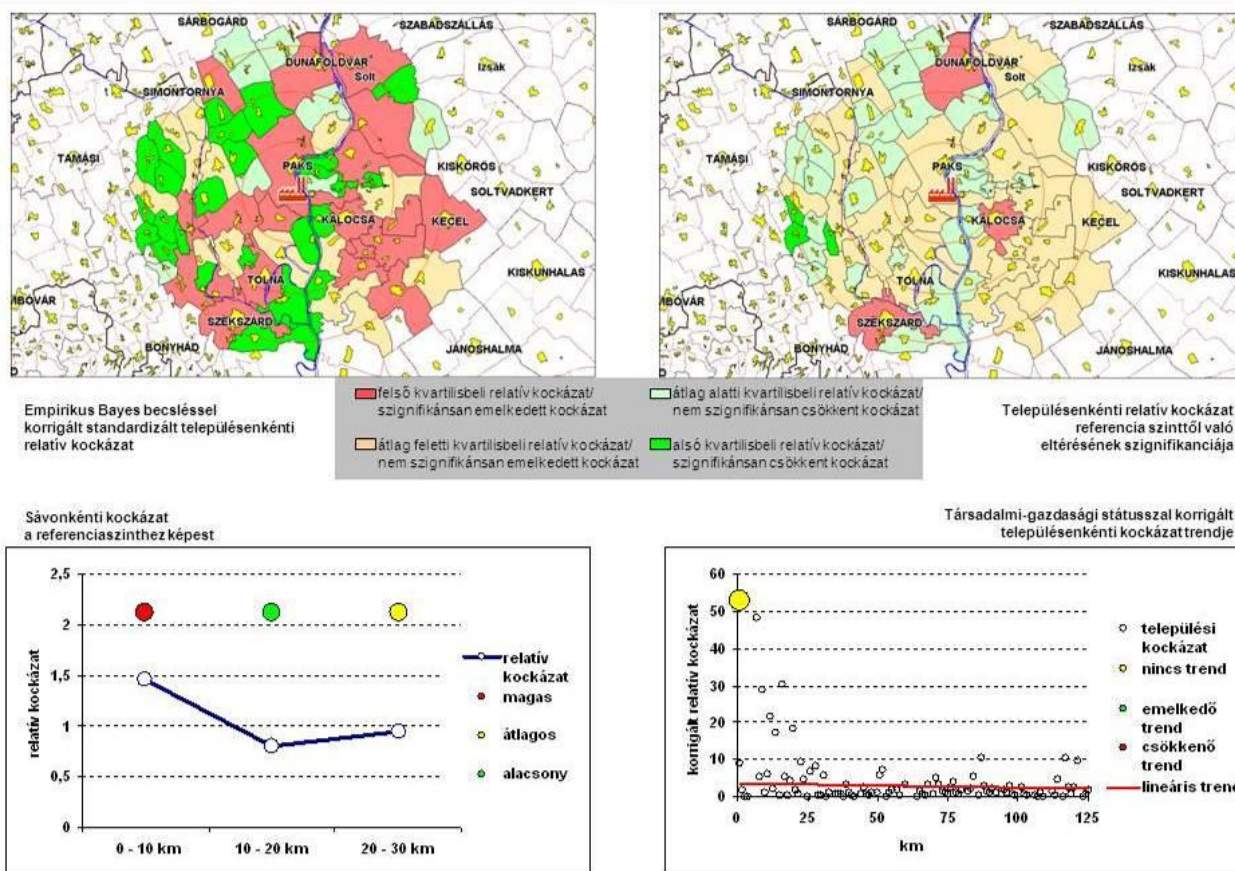 SÁRBOGÁRD
SZABADSZÁLLÁS
DUNAFÖLDVÁR
Izsák
Solt
SIMONTORNYA
TAMÁSI
PAKS
KISKŐRÖS
SOLTVADKERT
KALOCSA
KECEL
TOLNA
KISKUNHALAS
MBÓVÁR
SZEKSZÁRD
BONYHÁD
JÁNOSHALMA
SÁRBOGÁRD
SZABADSZÁLLÁS
DUNAFÖLDVÁR
Izsák
Solt
SIMONTORNYA
TAMÁSI
PAKS
KISKŐRÖS
SOLTVADKERT
KALOCSA
KECEL
TOLNA
KISKUNHALAS
MBÓVÁR
SZEKSZÁRD
BONYHÁD
JÁNOSHALMA
Empirikus Bayes becsléssel
korrigált standardizált településenkénti
relatív kockázat
felső kvartilisbeli relatív kockázat/
szignifikánsan emelkedett kockázat
átlag feletti kvartilisbeli relatív kockázat/
nem szignifikánsan emelkedett kockázat
átlag alatti kvartilisbeli relatív kockázat/
nem szignifikánsan csökkent kockázat
alsó kvartilisbeli relatív kockázat/
szignifikánsan csökkent kockázat
Településenkénti relatív kockázat
referencia szinttől való
eltérésének szignifikanciája
Sávonkénti kockázat
a referenciaszinthez képest
2,5
2
1,5
1
0,5
0
relatív kockázat
0 - 10 km
10 - 20 km
20 - 30 km
relatív
kockázat
magas
átlagos
alacsony
Társadalmi-gazdasági státusszal korrigált
településenkénti kockázat trendje
60
50
40
30
20
10
0
korrigált relatív kockázat
0
25
50
75
100
125
km
települési
kockázat
nincs trend
emelkedő
trend
csökkenő
trend
lineáris trend